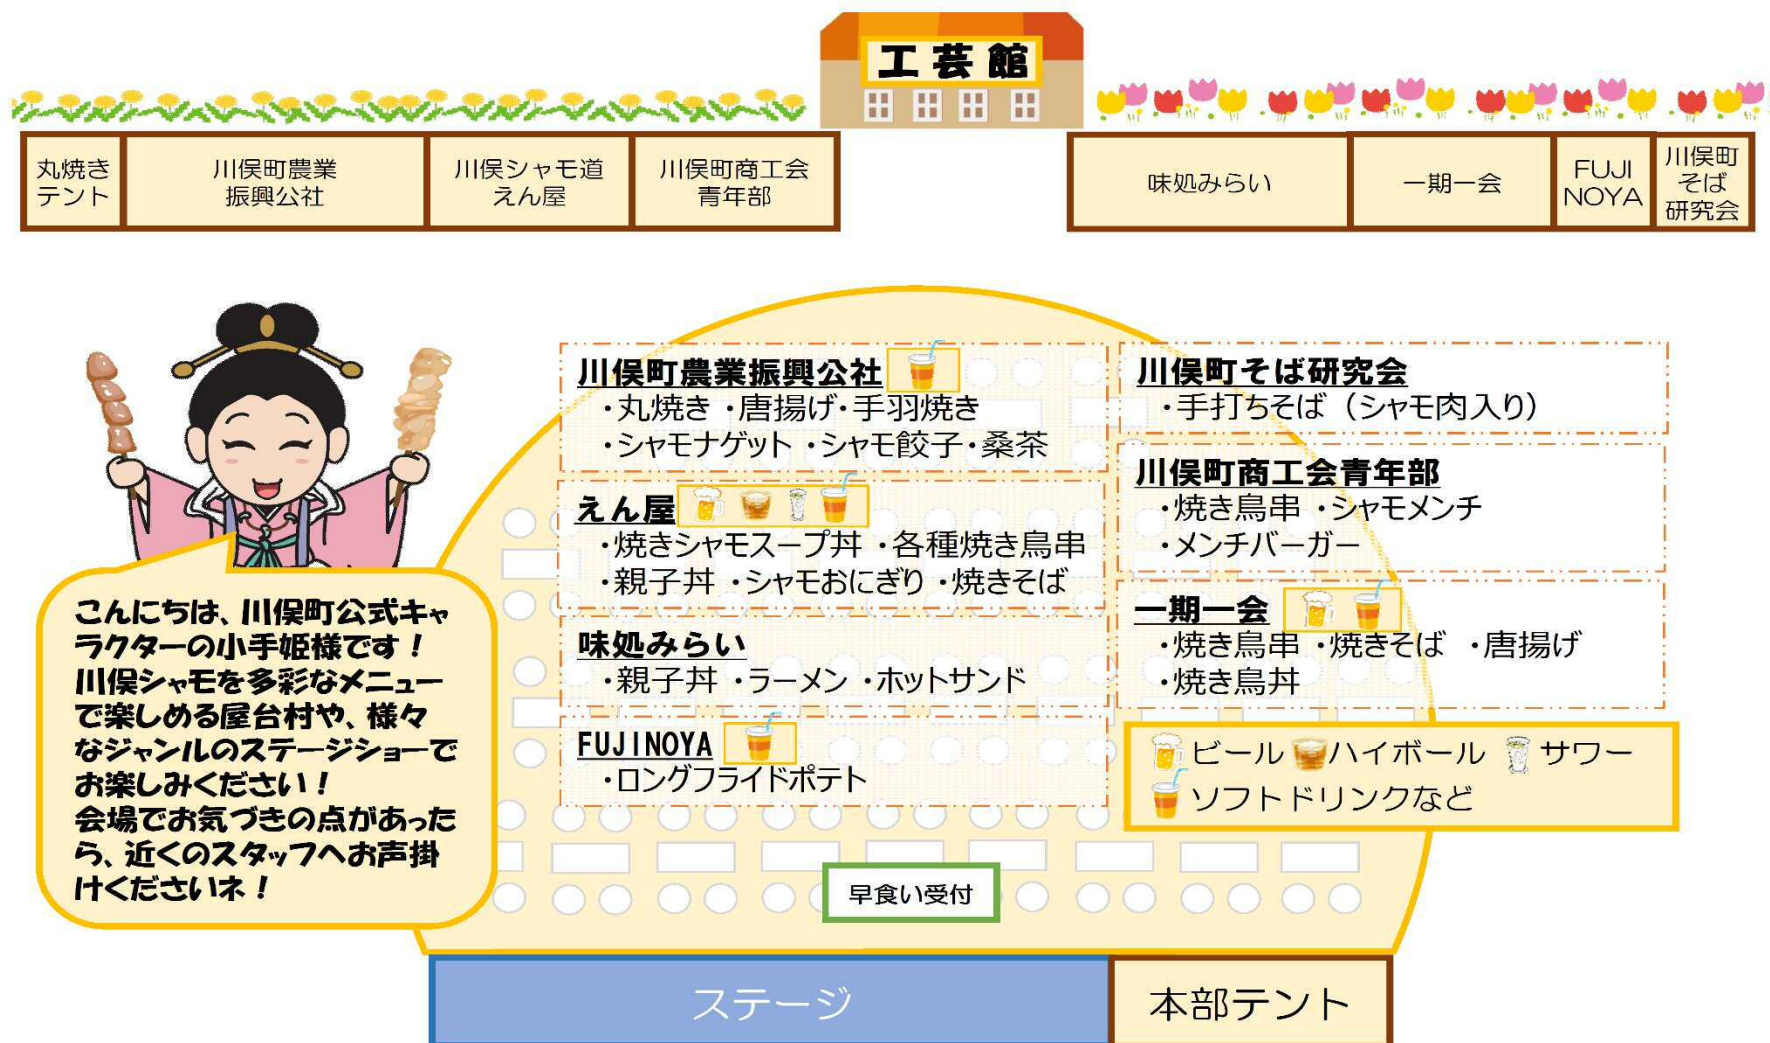 工芸館
丸焼き
テント
川俣町農業
振興公社
川俣シャモ道
えん屋
川俣町商工会
青年部
味処みらい
一期一会
FUJI
NOYA
川俣町
そば
研究会
川俣町農業振興公社
・丸焼き ・唐揚げ・手羽焼き
・シャモナゲット ・シャモ餃子・桑茶
えん屋
・焼きシャモスープ丼 ・各種焼き鳥串
・親子丼 ・シャモおにぎり ・焼きそば
味処みらい
・親子丼 ・ラーメン ・ホットサンド
FUJINOYA
・ロングフライドポテト
川俣町そば研究会
・手打ちそば（シャモ肉入り）
川俣町商工会青年部
・焼き鳥串 ・シャモメンチ
・メンチバーガー
一期一会
・焼き鳥串 ・焼きそば ・唐揚げ
・焼き鳥丼
ビール ハイボール サワー
ソフトドリンクなど
こんにちは、川俣町公式キャ
ラクターの小手姫様です！
川俣シャモを多彩なメニュー
で楽しめる屋台村や、様々
なジャンルのステージショーで
お楽しみください！
会場でお気づきの点があった
ら、近くのスタッフへお声掛
けくださいネ！
早食い受付
ステージ
本部テント